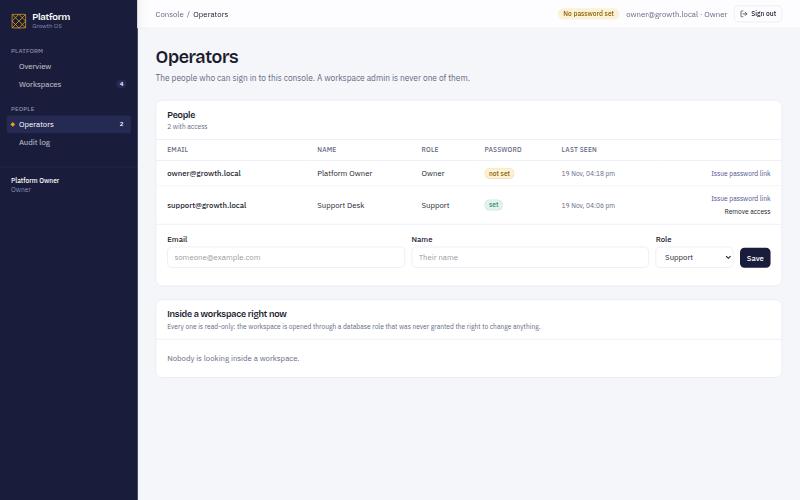 Platform
Growth OS
PLATFORM
Overview
Workspaces 4
PEOPLE
Operators 2
Audit log
Platform Owner
Owner
Console / Operators
No password set owner@growth.local · Owner Sign out
Operators
The people who can sign in to this console. A workspace admin is never one of them.
People
2 with access
EMAIL NAME ROLE PASSWORD LAST SEEN
owner@growth.local Platform Owner Owner not set 19 Nov, 04:18 pm Issue password link
support@growth.local Support Desk Support set 19 Nov, 04:06 pm Issue password link
Remove access
Email Name Role
someone@example.com Their name Support Save
Inside a workspace right now
Every one is read-only: the workspace is opened through a database role that was never granted the right to change anything.
Nobody is looking inside a workspace.